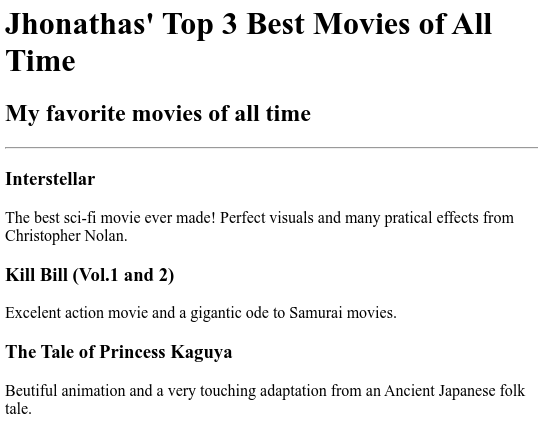 Jhonathas' Top 3 Best Movies of All
Time
My favorite movies of all time
Interstellar
The best sci-fi movie ever made! Perfect visuals and many pratical effects from
Christopher Nolan.
Kill Bill (Vol.1 and 2)
Excelent action movie and a gigantic ode to Samurai movies.
The Tale of Princess Kaguya
Beutiful animation and a very touching adaptation from an Ancient Japanese folk
tale.